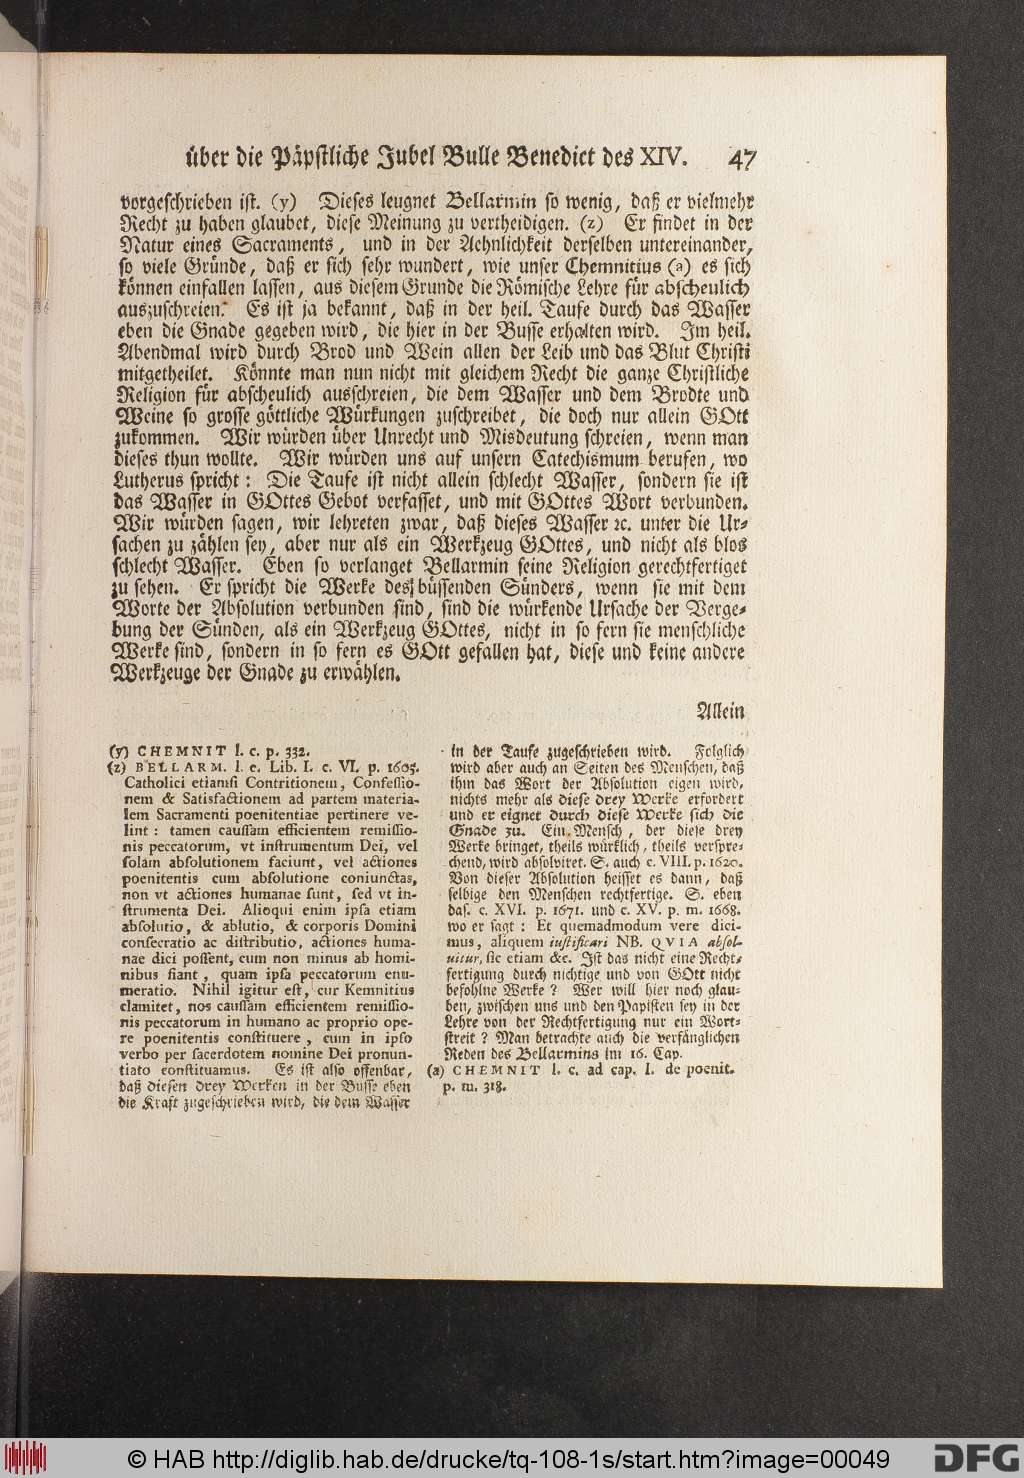 über die Päpstliche Jubel Bulle Benedict des XIV. 47
vorgeschrieben ist. (y) Dieses leugnet Bellarmin so wenig, daß er vielmehr
Recht zu haben glaubet, diese Meinung zu vertheidigen. (z) Er findet in der
Natur eines Sacraments, und in der Aehnlichkeit derselben untereinander,
so viele Gründe, daß er sich sehr wundert, wie unser Chemnitius (a) es sich
können einfallen lassen, aus diesem Grunde die Römische Lehre für abscheulich
auszuschreien. Es ist ja bekannt, daß in der heil. Taufe durch das Wasser
eben die Gnade gegeben wird, die hier in der Busse erhalten wird. Im heil.
Abendmal wird durch Brod und Wein allen der Leib und das Blut Christi
mitgetheilet. Könnte man nun nicht mit gleichem Recht die ganze Christliche
Religion für abscheulich ausschreien, die dem Wasser und dem Brodte und
Weine so grosse göttliche Würkungen zuschreibet, die doch nur allein GOtt
zukommen. Wir würden über Unrecht und Misdeutung schreien, wenn man
dieses thun wollte. Wir würden uns auf unsern Catechismum berufen, wo
Lutherus spricht: Die Taufe ist nicht allein schlecht Wasser, sondern sie ist
das Wasser in GOttes Gebot verfasset, und mit GOttes Wort verbunden.
Wir würden sagen, wir lehreten zwar, daß dieses Wasser ꝛc. unter die Ur-
sachen zu zählen sey, aber nur als ein Werkzeug GOttes, und nicht als blos
schlecht Wasser. Eben so verlanget Bellarmin seine Religion gerechtfertiget
zu sehen. Er spricht die Werke des büssenden Sünders, wenn sie mit dem
Worte der Absolution verbunden sind, sind die würkende Ursache der Verge-
bung der Sünden, als ein Werkzeug GOttes, nicht in so fern sie menschliche
Werke sind, sondern in so fern es GOtt gefallen hat, diese und keine andere
Werkzeuge der Gnade zu erwählen.
Allein
(y) CHEMNIT l. c. p. 332.
(z) BELLARM. l. c. Lib. I. c. VI. p. 1605.
Catholici etiamsi Contritionem, Confessio-
nem & Satisfactionem ad partem materia-
lem Sacramenti poenitentiae pertinere ve-
lint: tamen caussam efficientem remissio-
nis peccatorum, vt instrumentum Dei, vel
solam absolutionem faciunt, vel actiones
poenitentis cum absolutione coniunctas,
non vt actiones humanae sunt, sed vt in-
strumenta Dei. Alioqui enim ipsa etiam
absolutio, & ablutio, & corporis Domini
consecratio ac distributio, actiones huma-
nae dici possent, cum non minus ab homi-
nibus fiant, quam ipsa peccatorum enu-
meratio. Nihil igitur est, cur Kemnitius
clamitet, nos caussam efficientem remissio-
nis peccatorum in humano ac proprio ope-
re poenitentis constituere, cum in ipso
verbo per sacerdotem nomine Dei pronun-
tiato constituamus. Es ist also offenbar,
daß diesen drey Werken in der Busse eben
die Kraft zugeschrieben wird, die dem Wasser
in der Taufe zugeschrieben wird. Folglich
wird aber auch an Seiten des Menschen, daß
ihm das Wort der Absolution eigen wird,
nichts mehr als diese drey Werke erfordert
und er eignet durch diese Werke sich die
Gnade zu. Ein Mensch, der diese drey
Werke bringet, theils würklich, theils verspre-
chend, wird absolviret. S. auch c. VIII. p. 1620.
Von dieser Absolution heisset es dann, daß
selbige den Menschen rechtfertige. S. eben
das. c. XVI. p. 1671. und c. XV. p. m. 1668.
wo er sagt: Et quemadmodum vere dici-
mus, aliquem iustificari NB. QVIA absol-
uitur, sic etiam &c. Ist das nicht eine Recht-
fertigung durch nichtige und von GOtt nicht
befohlne Werke? Wer will hier noch glau-
ben, zwischen uns und den Papisten sey in der
Lehre von der Rechtfertigung nur ein Wort-
streit? Man betrachte auch die verfänglichen
Reden des Bellarmins im 16. Cap.
(a) CHEMNIT l. c. ad cap. I. de poenit.
p. m. 318.
© HAB http://diglib.hab.de/drucke/tq-108-1s/start.htm?image=00049
DFG